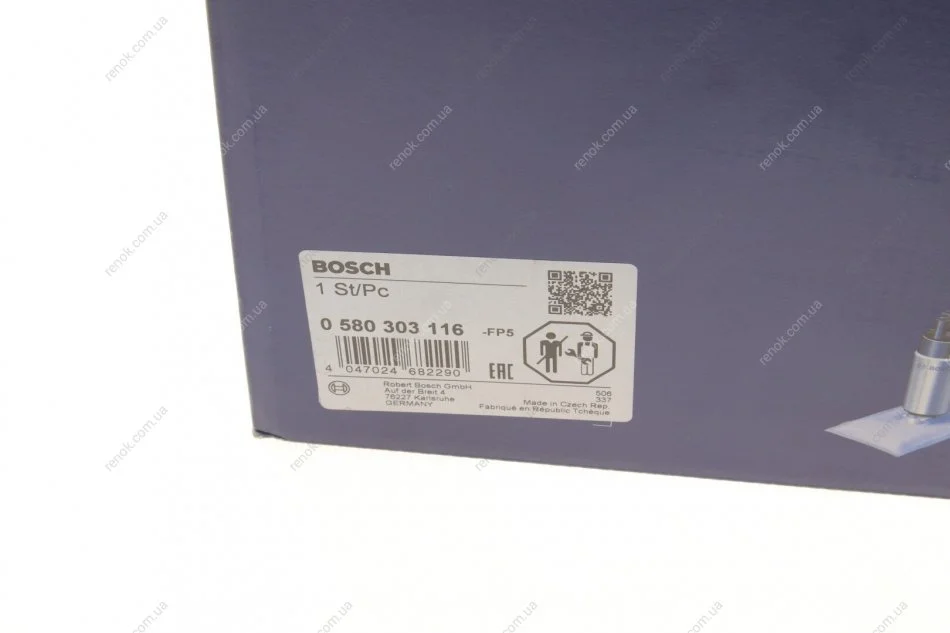 BOSCH
1 St/Pc
0 580 303 116 -FP5
4 047024 682290
EAC
Robert Bosch GmbH
Auf der Breit 4
76227 Karlsruhe
GERMANY
506
337
Made in Czech Rep.
Fabriqué en République Tchèque
renok.com.ua